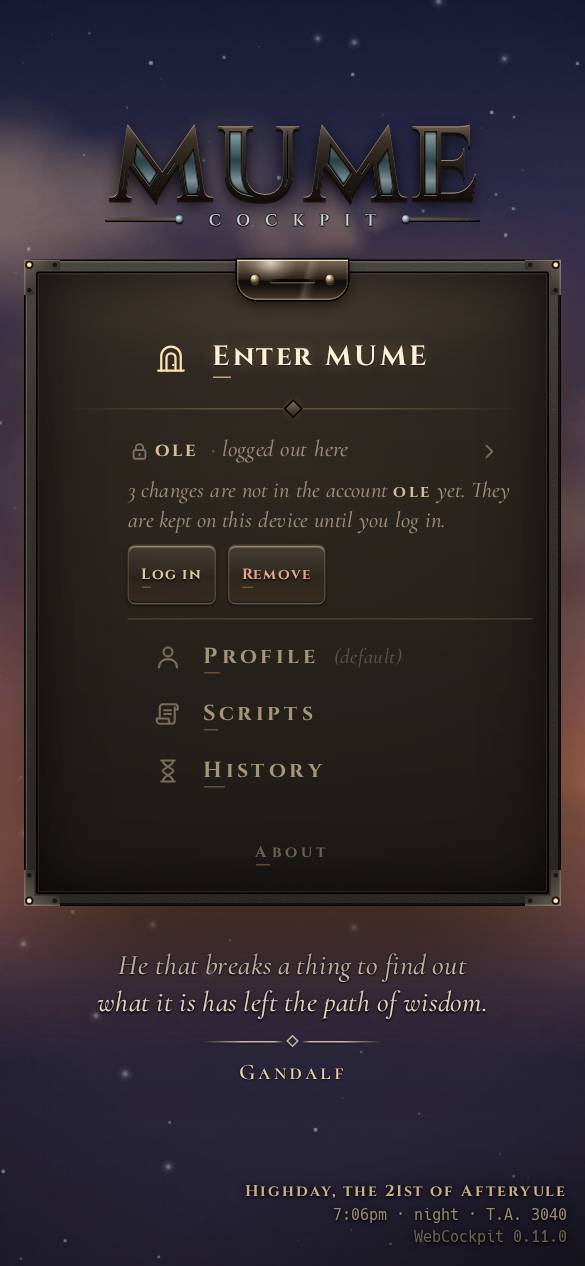 MUME
COCKPIT
Enter MUME
OLE · logged out here
3 changes are not in the account OLE yet. They
are kept on this device until you log in.
Log in Remove
Profile (default)
Scripts
History
About
He that breaks a thing to find out
what it is has left the path of wisdom.
Gandalf
Highday, the 21st of Afteryule
7:06pm · night · T.A. 3040
WebCockpit 0.11.0